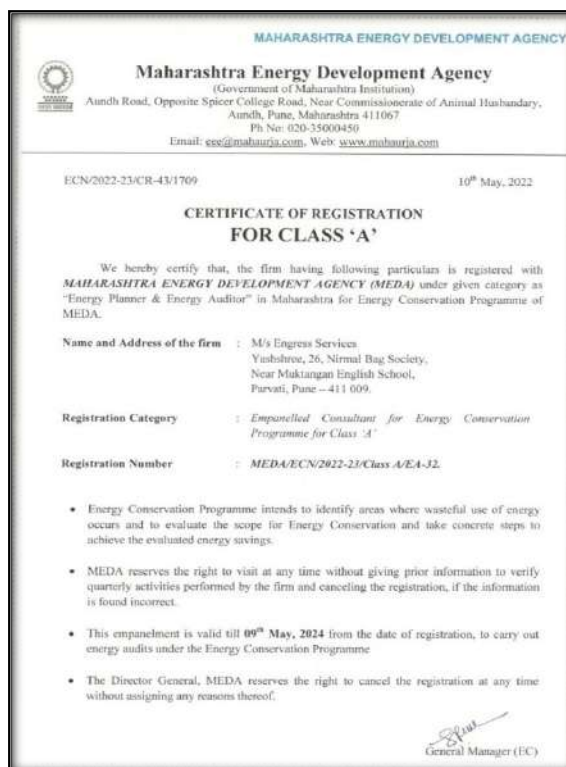 MAHARASHTRA ENERGY DEVELOPMENT AGENCY
Maharashtra Energy Development Agency
(Government of Maharashtra Institution)
Aundh Road, Opposite Spicer College Road, Near Commissionerate of Animal Husbandary,
Aundh, Pune, Maharashtra 411067
Ph No: 020-35000450
Email: eee@mahaurja.com, Web: www.mahaurja.com
ECN/2022-23/CR-43/1709 10th May, 2022
CERTIFICATE OF REGISTRATION
FOR CLASS ‘A’
We hereby certify that, the firm having following particulars is registered with
MAHARASHTRA ENERGY DEVELOPMENT AGENCY (MEDA) under given category as
“Energy Planner & Energy Auditor” in Maharashtra for Energy Conservation Programme of
MEDA.
Name and Address of the firm : M/s Engress Services
Yashshree, 26, Nirmal Bag Society,
Near Muktangan English School,
Parvati, Pune – 411 009.
Registration Category : Empanelled Consultant for Energy Conservation
Programme for Class ‘A’
Registration Number : MEDA/ECN/2022-23/Class A/EA-32.
• Energy Conservation Programme intends to identify areas where wasteful use of energy
occurs and to evaluate the scope for Energy Conservation and take concrete steps to
achieve the evaluated energy savings.
• MEDA reserves the right to visit at any time without giving prior information to verify
quarterly activities performed by the firm and canceling the registration, if the information
is found incorrect.
• This empanelment is valid till 09th May, 2024 from the date of registration, to carry out
energy audits under the Energy Conservation Programme
• The Director General, MEDA reserves the right to cancel the registration at any time
without assigning any reasons thereof.
General Manager (EC)